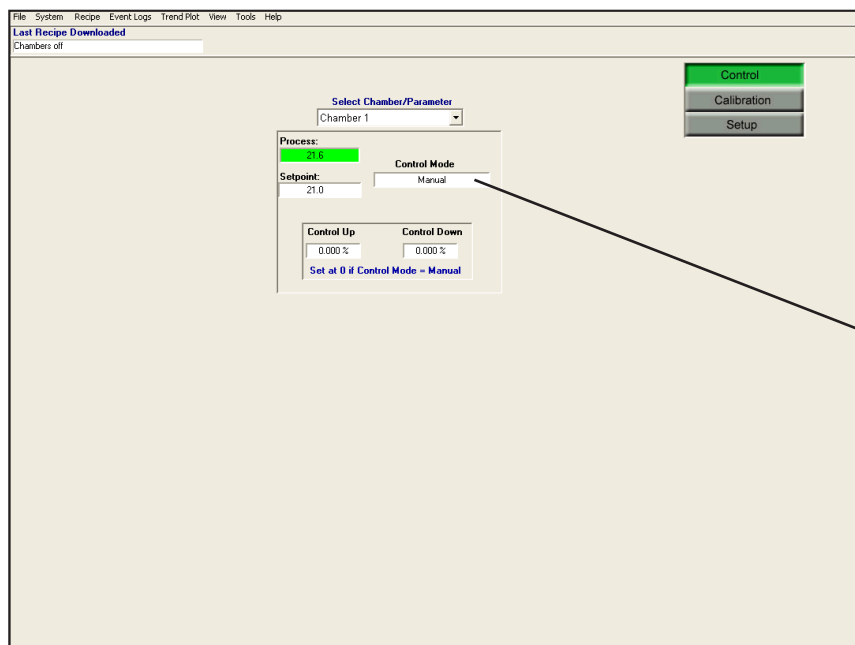 File System Recipe Event Logs Trend Plot View Tools Help
Last Recipe Downloaded
Chambers off
Control
Calibration
Setup
Select Chamber/Parameter
Chamber 1
Process:
21.6
Control Mode
Manual
Setpoint:
21.0
Control Up Control Down
0.000 % 0.000 %
Set at 0 if Control Mode = Manual